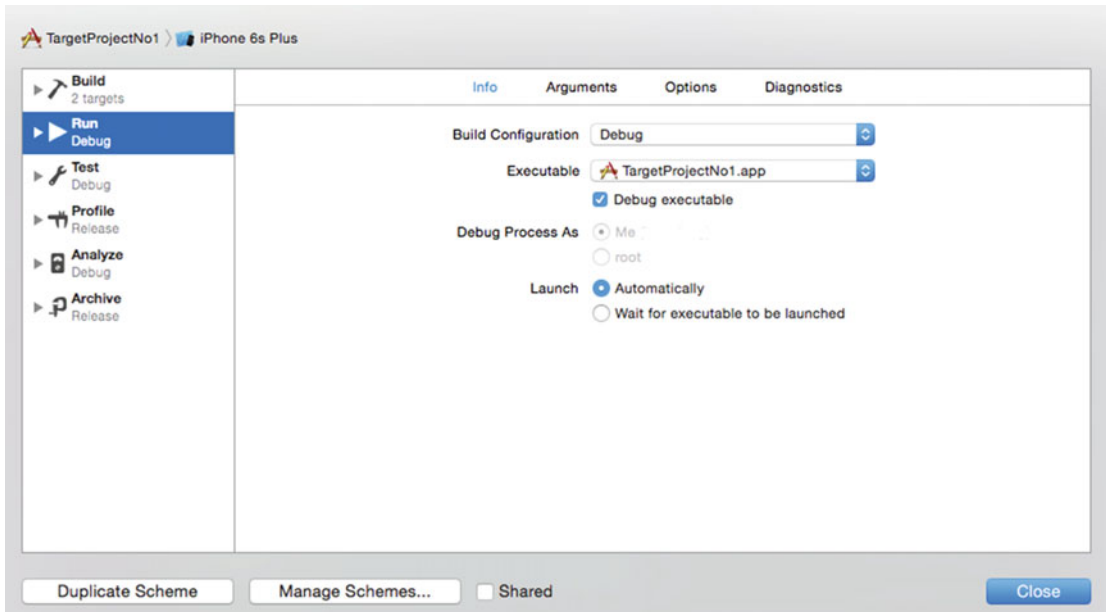 TargetProjectNo1 iPhone 6s Plus
Build
2 targets
Run
Debug
Test
Debug
Profile
Release
Analyze
Debug
Archive
Release
Info Arguments Options Diagnostics
Build Configuration Debug
Executable TargetProjectNo1.app
Debug executable
Debug Process As Me
root
Launch Automatically
Wait for executable to be launched
Duplicate Scheme Manage Schemes... Shared Close